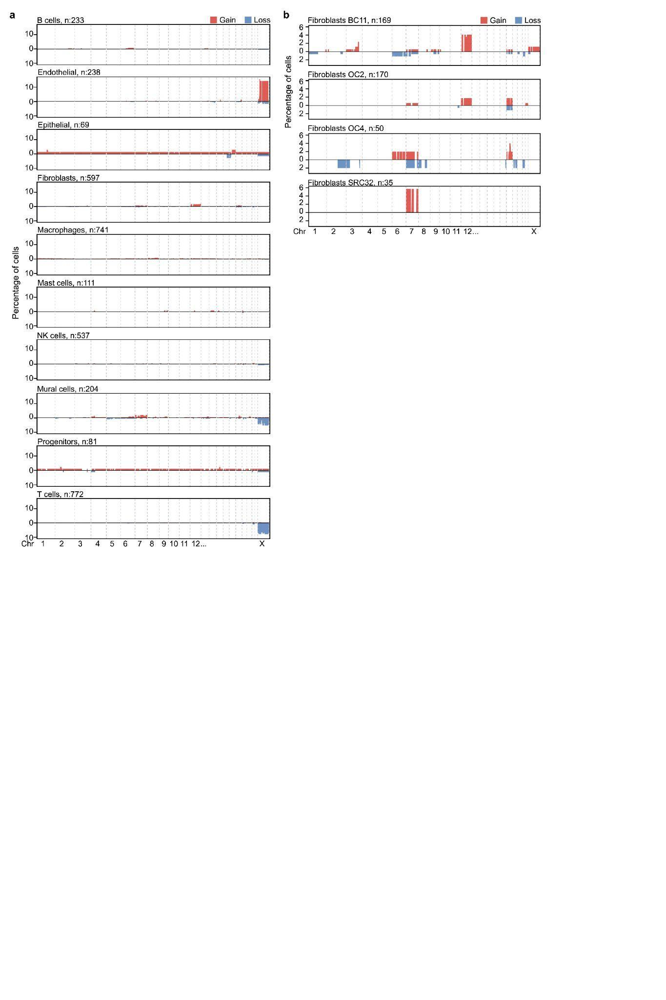 a
B cells, n:233
Gain
Loss
10
0
10
Endothelial, n:238
10
0
10
Epithelial, n:69
10
0
10
Fibroblasts, n:597
10
0
10
Macrophages, n:741
10
0
10
Mast cells, n:111
10
0
10
NK cells, n:537
10
0
10
Mural cells, n:204
10
0
10
Progenitors, n:81
10
0
10
T cells, n:772
10
0
10
Percentage of cells
Chr 1 2 3 4 5 6 7 8 9 10 11 12... X
b
Fibroblasts BC11, n:169
Gain
Loss
6
4
2
0
2
Fibroblasts OC2, n:170
6
4
2
0
2
Fibroblasts OC4, n:50
6
4
2
0
2
Fibroblasts SRC32, n:35
6
4
2
0
2
Percentage of cells
Chr 1 2 3 4 5 6 7 8 9 10 11 12... X